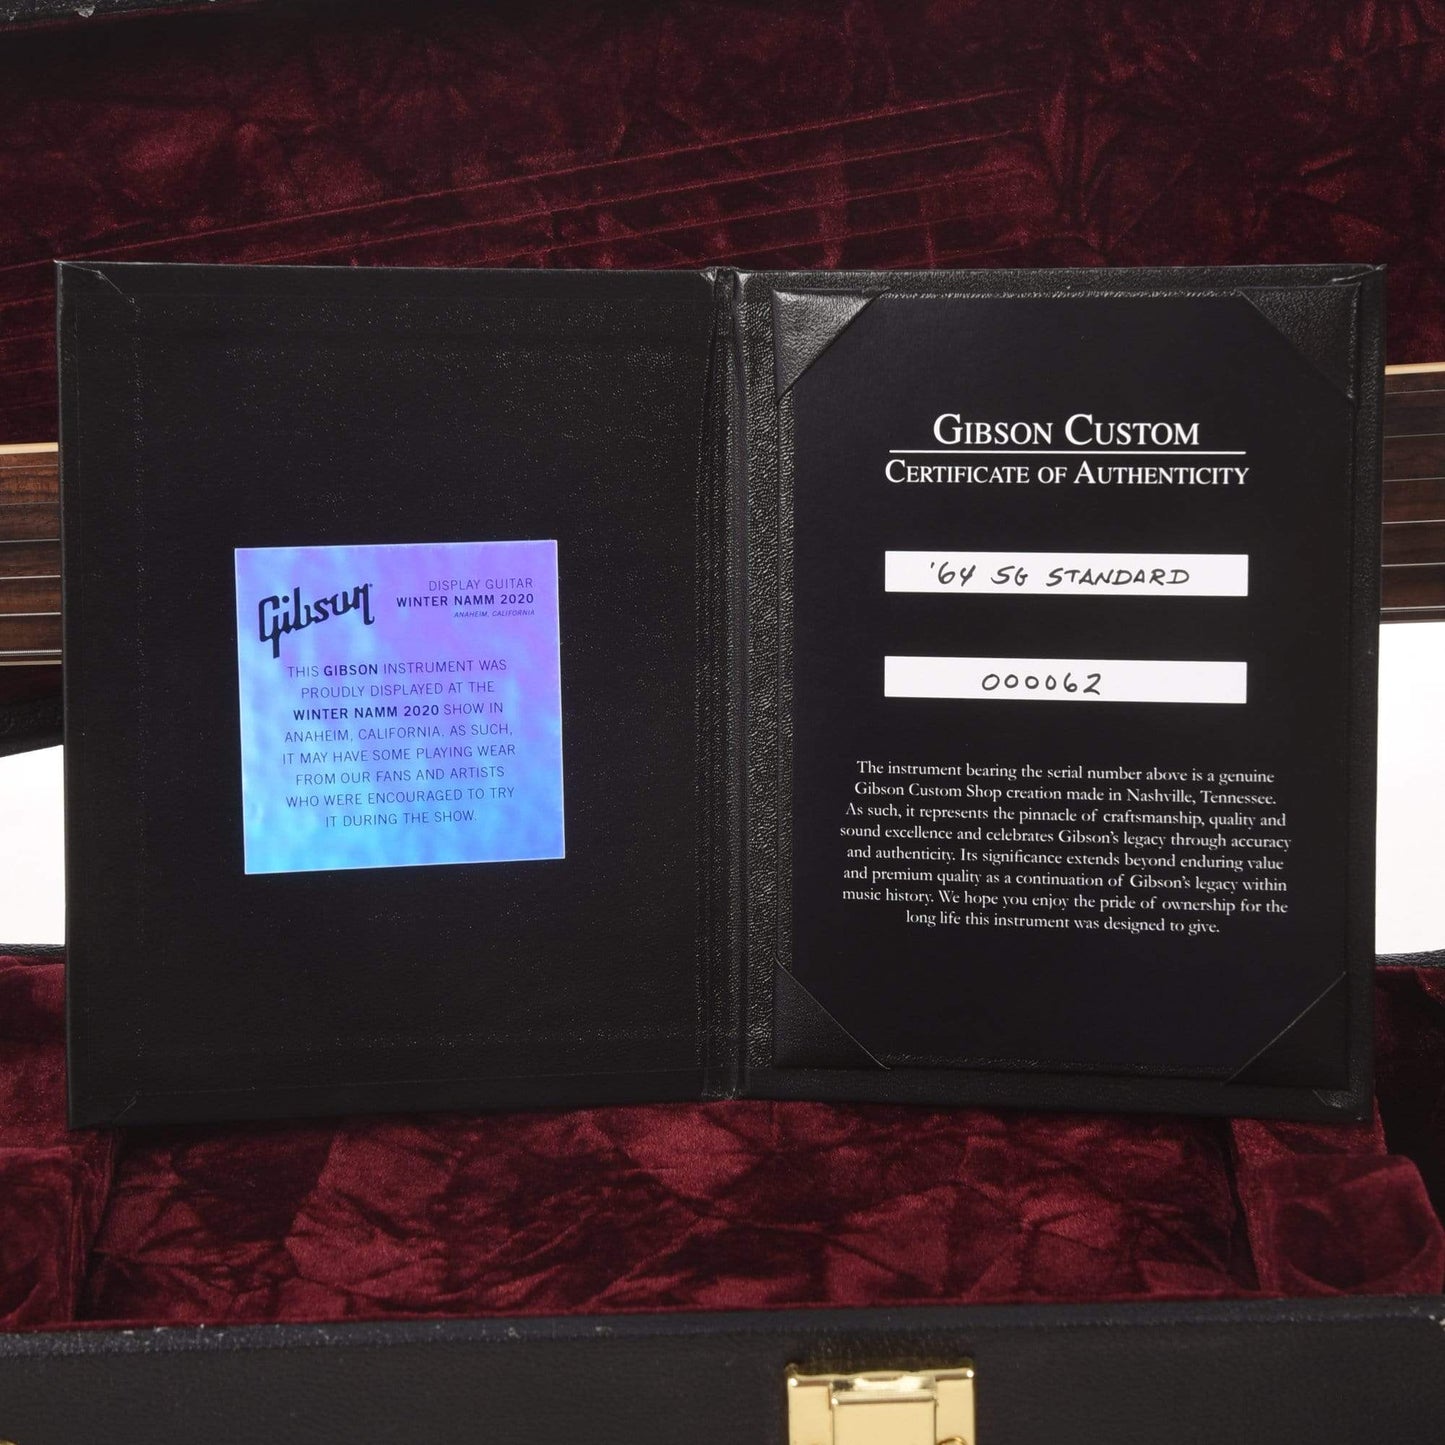 Gibson
DISPLAY GUITAR
WINTER NAMM 2020
ANAHEIM, CALIFORNIA
THIS GIBSON INSTRUMENT WAS
PROUDLY DISPLAYED AT THE
WINTER NAMM 2020 SHOW IN
ANAHEIM, CALIFORNIA. AS SUCH,
IT MAY HAVE SOME PLAYING WEAR
FROM OUR FANS AND ARTISTS
WHO WERE ENCOURAGED TO TRY
IT DURING THE SHOW.
GIBSON CUSTOM
CERTIFICATE OF AUTHENTICITY
'64 SG STANDARD
000062
The instrument bearing the serial number above is a genuine
Gibson Custom Shop creation made in Nashville, Tennessee.
As such, it represents the pinnacle of craftsmanship, quality and
sound excellence and celebrates Gibson's legacy through accuracy
and authenticity. Its significance extends beyond enduring value
and premium quality as a continuation of Gibson's legacy within
music history. We hope you enjoy the pride of ownership for the
long life this instrument was designed to give.